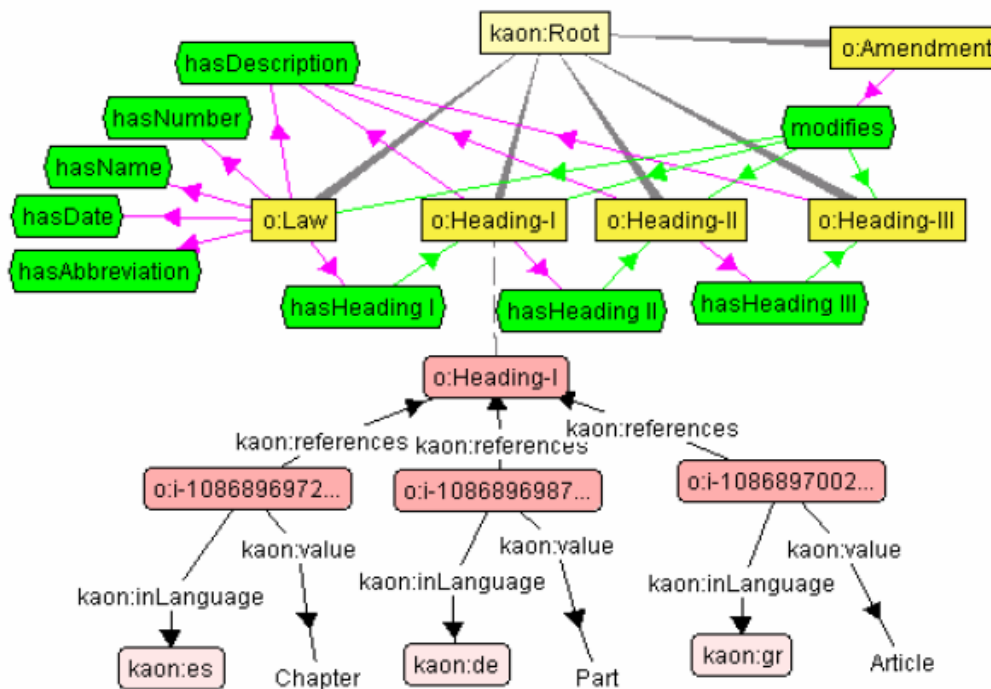 kaon:Root
o:Amendment
hasDescription
hasNumber
modifies
hasName
hasDate
o:Law
o:Heading-I
o:Heading-II
o:Heading-III
hasAbbreviation
hasHeading I
hasHeading II
hasHeading III
o:Heading-I
kaon:references
kaon:references
kaon:references
o:i-1086896972...
o:i-1086896987...
o:i-1086897002...
kaon:value
kaon:value
kaon:value
kaon:inLanguage
kaon:inLanguage
kaon:inLanguage
kaon:es
Chapter
kaon:de
Part
kaon:gr
Article